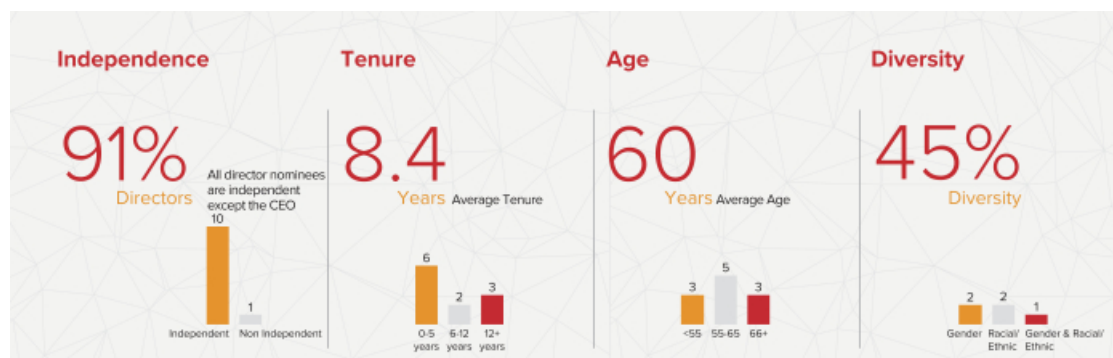 Independence
91%
Directors
All director nominees
are independent
except the CEO
10
1
Independent
Non Independent
Tenure
8.4
Years Average Tenure
6
2
3
0-5
years
6-12
years
12+
years
Age
60
Years Average Age
3
5
3
<55
55-65
66+
Diversity
45%
Diversity
2
2
1
Gender
Raciali/
Ethnic
Gender & Raciali/
Ethnic